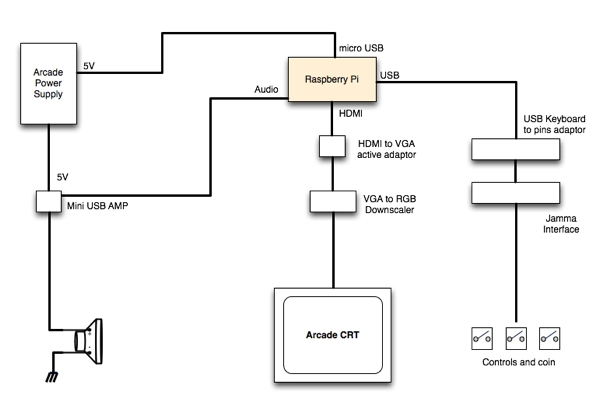 micro USB
5V
Arcade
Power
Supply
Raspberry Pi
USB
Audio
HDMI
USB Keyboard
to pins adaptor
HDMI to VGA
active adaptor
5V
Mini USB AMP
VGA to RGB
Downscaler
Jamma
Interface
Arcade CRT
Controls and coin